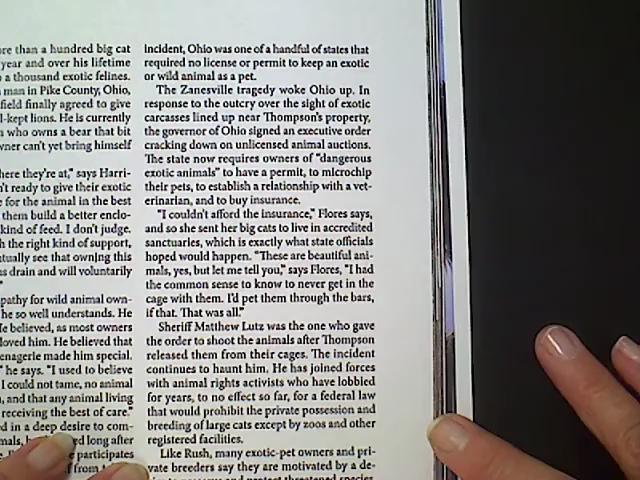 re than a hundred big cat
year and over his lifetime
a thousand exotic felines.
man in Pike County, Ohio,
field finally agreed to give
l-kept lions. He is currently
who owns a bear that bit
wner can't yet bring himself
here they're at," says Harri-
n't ready to give their exotic
e for the animal in the best
them build a better enclo-
kind of feed. I don't judge.
h the right kind of support,
ntually see that owning this
s drain and will voluntarily
pathy for wild animal own-
he so well understands. He
He believed, as most owners
loved him. He believed that
enagerie made him special.
" he says. "I used to believe
I could not tame, no animal
, and that any animal living
receiving the best of care."
ed in a deep desire to com-
mals, ed long after
e participates
from
incident, Ohio was one of a handful of states that
required no license or permit to keep an exotic
or wild animal as a pet.
The Zanesville tragedy woke Ohio up. In
response to the outcry over the sight of exotic
carcasses lined up near Thompson's property,
the governor of Ohio signed an executive order
cracking down on unlicensed animal auctions.
The state now requires owners of "dangerous
exotic animals" to have a permit, to microchip
their pets, to establish a relationship with a vet-
erinarian, and to buy insurance.
"I couldn't afford the insurance," Flores says,
and so she sent her big cats to live in accredited
sanctuaries, which is exactly what state officials
hoped would happen. "These are beautiful ani-
mals, yes, but let me tell you," says Flores, "I had
the common sense to know to never get in the
cage with them. I'd pet them through the bars,
if that. That was all."
Sheriff Matthew Lutz was the one who gave
the order to shoot the animals after Thompson
released them from their cages. The incident
continues to haunt him. He has joined forces
with animal rights activists who have lobbied
for years, to no effect so far, for a federal law
that would prohibit the private possession and
breeding of large cats except by zoos and other
registered facilities.
Like Rush, many exotic-pet owners and pri-
vate breeders say they are motivated by a de-
sire to preserve and protect threatened species